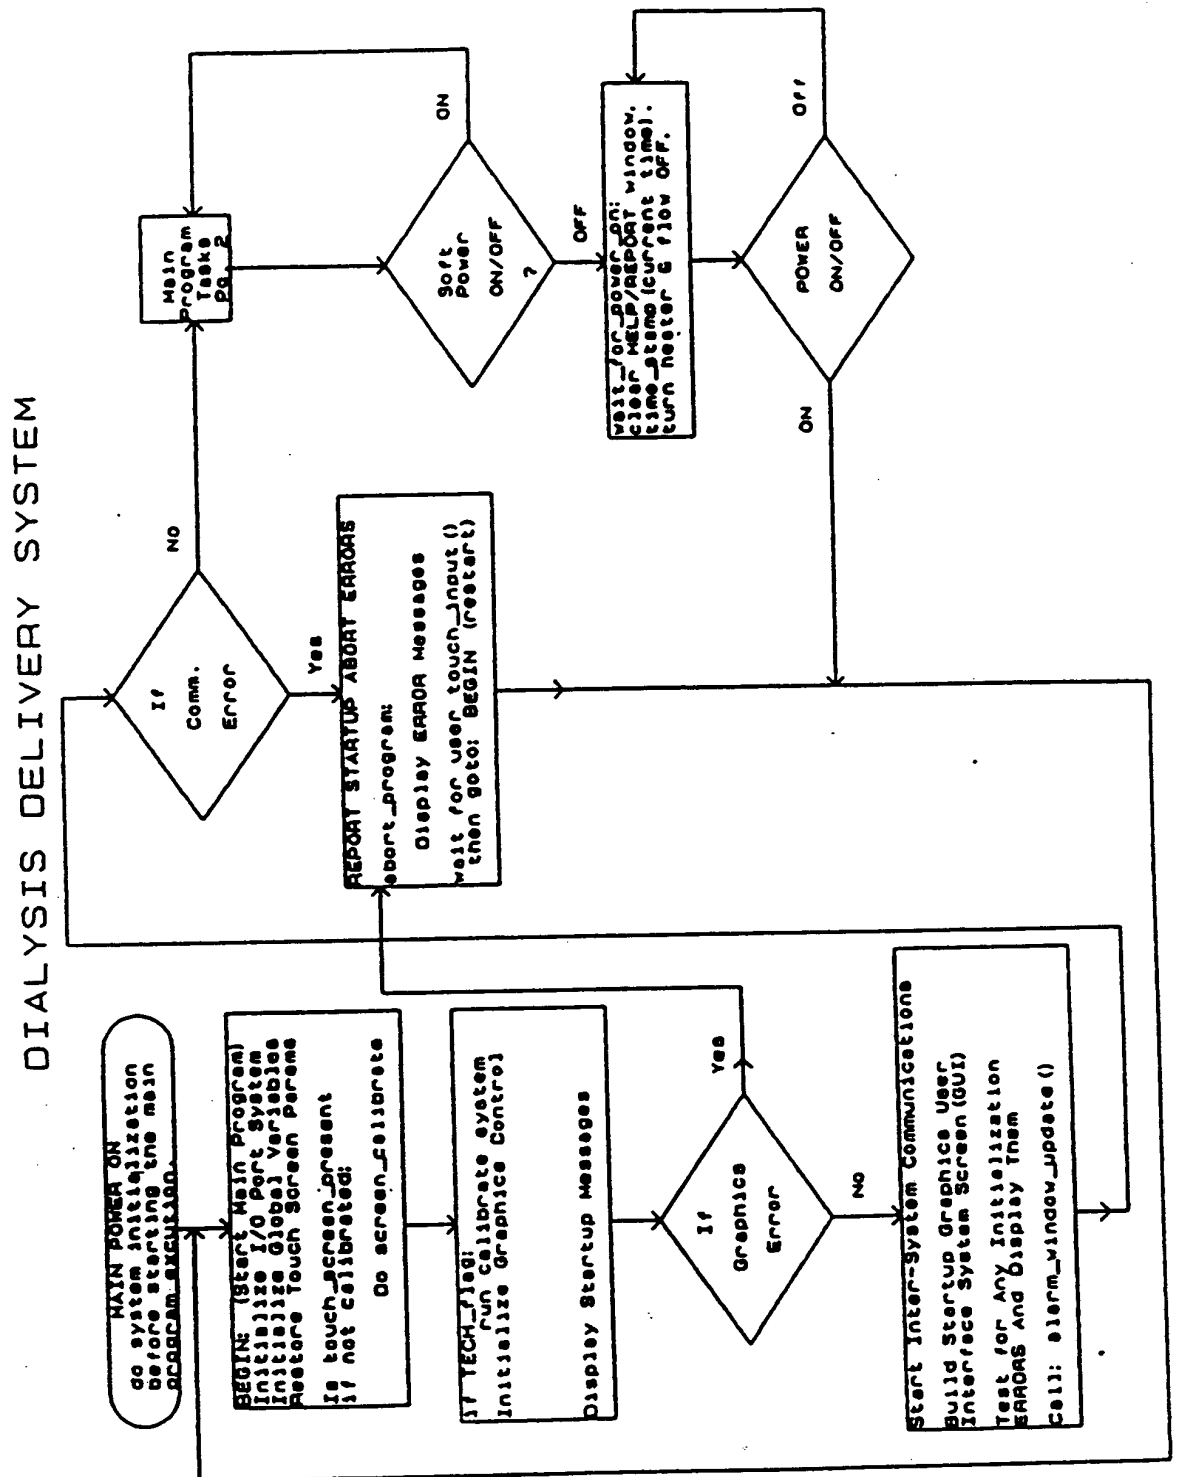 DIALYSIS DELIVERY SYSTEM
MAIN POWER ON
do system initialization
before starting the main
program excution.
BEGIN: (Start Main Program)
Initialize I/O Port System
Initialize Global Variables
Restore Touch Screen Params
Is touch_screen_present
if not calibrated:
Do screen_calibrate
if TECH_flag:
run calibrate system
Initialize Graphics Control
Display Startup Messages
If
Graphics
Error
Yes
NO
Start Inter-System Communications
Build Startup Graphics User
Interface System Screen (GUI)
Test for Any Initialization
ERRORS And Display Them
Call: alarm_window_update()
If
Comm.
Error
NO
Yes
REPORT STARTUP ABORT ERRORS
abort_program:
Display ERROR Messages
wait for user touch_input()
then goto: BEGIN (restart)
Main
Program
Tasks
Pg. 2
Soft
Power
ON/OFF
?
ON
OFF
wait_for_power_on:
clear HELP/REPORT window.
time_stamp (current time).
turn heater & flow OFF.
POWER
ON/OFF
Off
ON